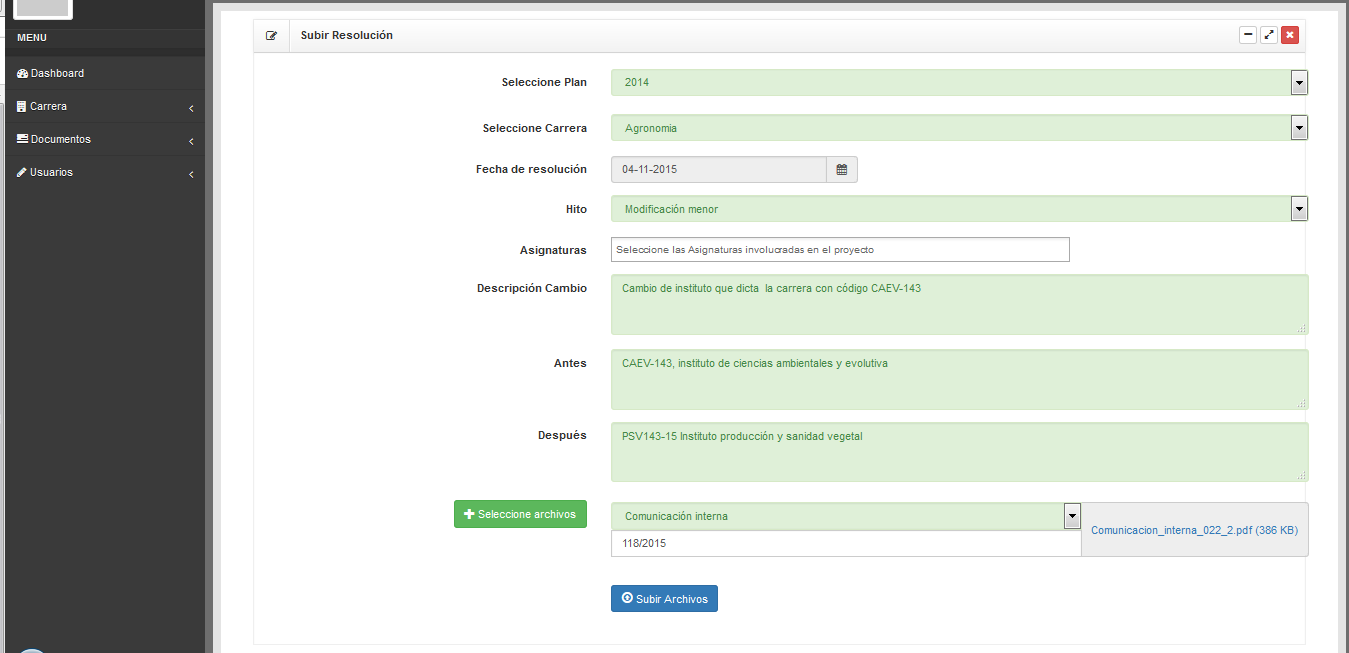 MENU
Dashboard
Carrera
Documentos
Usuarios
Subir Resolución
Seleccione Plan
2014
Seleccione Carrera
Agronomia
Fecha de resolución
04-11-2015
Hito
Modificación menor
Asignaturas
Seleccione las Asignaturas involucradas en el proyecto
Descripción Cambio
Cambio de instituto que dicta la carrera con código CAEV-143
Antes
CAEV-143, instituto de ciencias ambientales y evolutiva
Después
PSV143-15 Instituto producción y sanidad vegetal
Seleccione archivos
Comunicación interna
118/2015
Comunicacion_interna_022_2.pdf (386 KB)
Subir Archivos